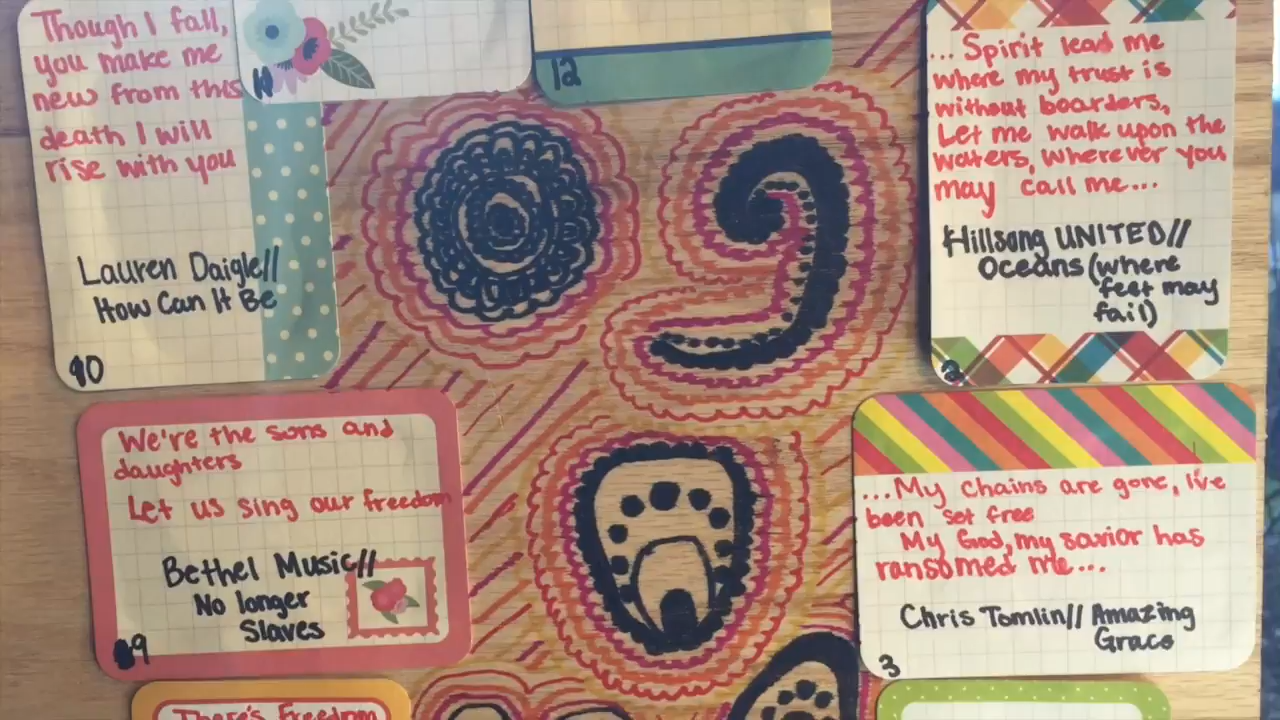 Though I fall,
you make me
new from this
death I will
rise with you
Lauren Daigle//
How Can It Be
10
11
12
...Spirit lead me
where my trust is
without boarders,
Let me walk upon the
waters, wherever you
may call me...
Hillsong UNITED//
Oceans (where
feet may
fail)
2
We're the sons and
daughters
Let us sing our freedom
Bethel Music//
No longer
Slaves
9
...My chains are gone, I've
been set free
My God, my savior has
ransomed me...
Chris Tomlin// Amazing
Grace
3
There's Freedom